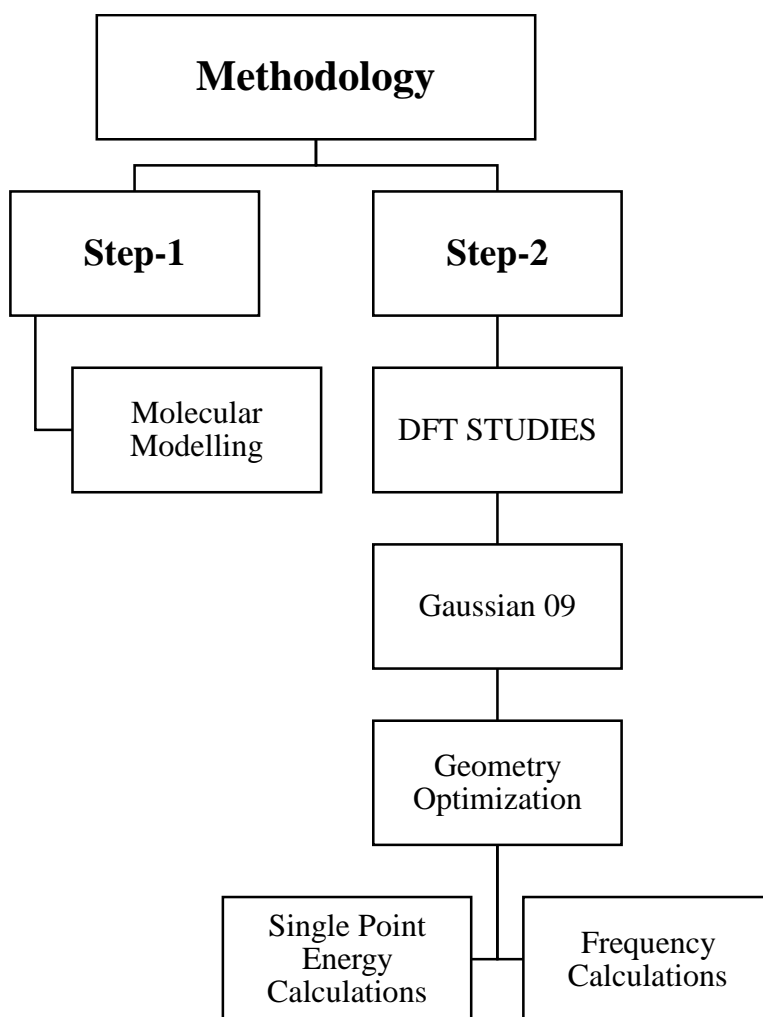 Methodology
Step-1
Step-2
Molecular
Modelling
DFT STUDIES
Gaussian 09
Geometry
Optimization
Single Point
Energy
Calculations
Frequency
Calculations